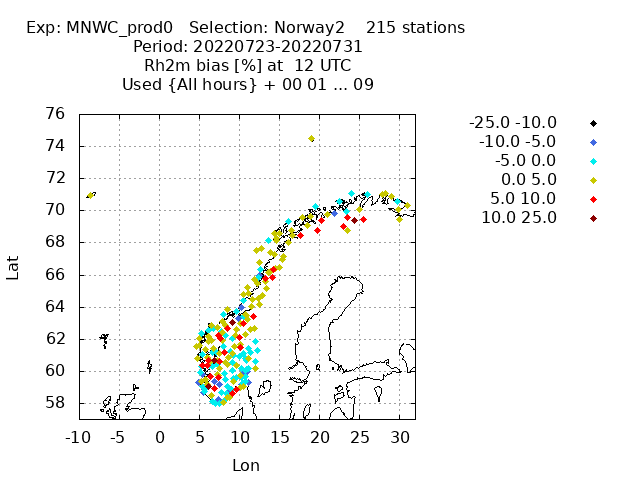 Exp: MNWC_prod0   Selection: Norway2    215 stations
Period: 20220723-20220731
Rh2m bias [%] at  12 UTC
Used {All hours} + 00 01 ... 09
-25.0 -10.0
-10.0 -5.0
-5.0 0.0
0.0 5.0
5.0 10.0
10.0 25.0
76
74
72
70
68
66
64
62
60
58
Lat
-10 -5 0 5 10 15 20 25 30
Lon